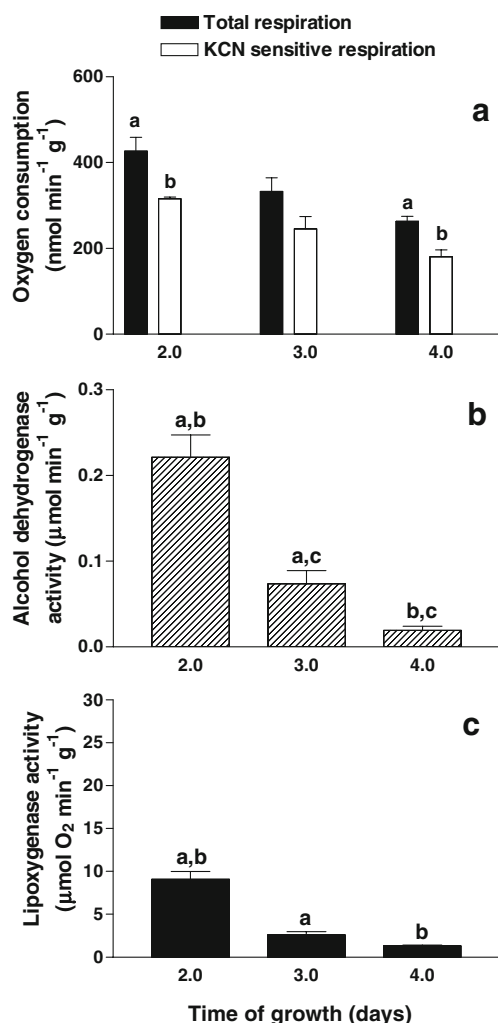 Total respiration
KCN sensitive respiration
a
Oxygen consumption
(nmol min⁻¹ g⁻¹)
600
400
200
0
a
b
a
b
2.0
3.0
4.0
b
Alcohol dehydrogenase
activity (μmol min⁻¹ g⁻¹)
0.3
0.2
0.1
0.0
a,b
a,c
b,c
2.0
3.0
4.0
c
Lipoxygenase activity
(μmol O₂ min⁻¹ g⁻¹)
30
25
20
15
10
5
0
a,b
a
b
2.0
3.0
4.0
Time of growth (days)